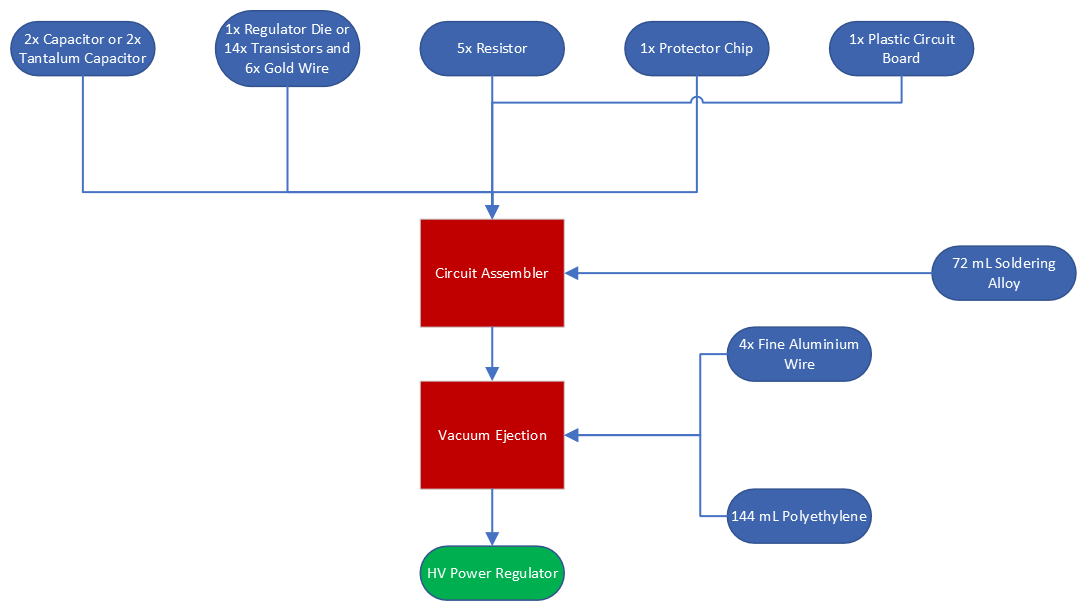 2x Capacitor or 2x
Tantalum Capacitor
1x Regulator Die or
14x Transistors and
6x Gold Wire
5x Resistor
1x Protector Chip
1x Plastic Circuit
Board
Circuit Assembler
72 mL Soldering
Alloy
4x Fine Aluminium
Wire
Vacuum Ejection
144 mL Polyethylene
HV Power Regulator